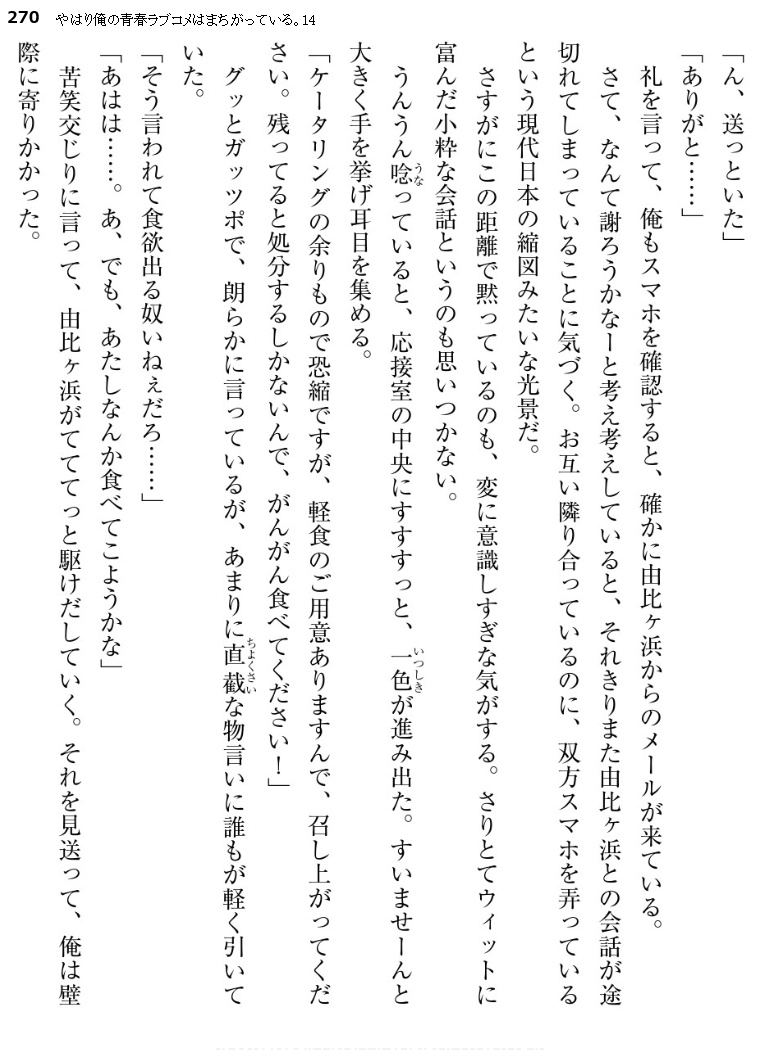 270 やはり俺の青春ラブコメはまちがっている。14
「ん、送っといた」
「ありがと……」
礼を言って、俺もスマホを確認すると、確かに由比ヶ浜からのメールが来ている。
さて、なんて謝ろうかなーと考え考えしていると、それきりまた由比ヶ浜との会話が途
切れてしまっていることに気づく。お互い隣り合っているのに、双方スマホを弄っている
という現代日本の縮図みたいな光景だ。
さすがにこの距離で黙っているのも、変に意識しすぎな気がする。さりとてウィットに
富んだ小粋な会話というのも思いつかない。
うんうん唸っていると、応接室の中央にすすすっと、一色が進み出た。すいませーんと
大きく手を挙げ耳目を集める。
「ケータリングの余りもので恐縮ですが、軽食のご用意ありますんで、召し上がってくだ
さい。残ってると処分するしかないんで、がんがん食べてください！」
グッとガッツポで、朗らかに言っているが、あまりに直截な物言いに誰もが軽く引いて
いた。
「そう言われて食欲出る奴いねぇだろ……」
「あはは……。あ、でも、あたしなんか食べてこようかな」
苦笑交じりに言って、由比ヶ浜がてててっと駆けだしていく。それを見送って、俺は壁
際に寄りかかった。